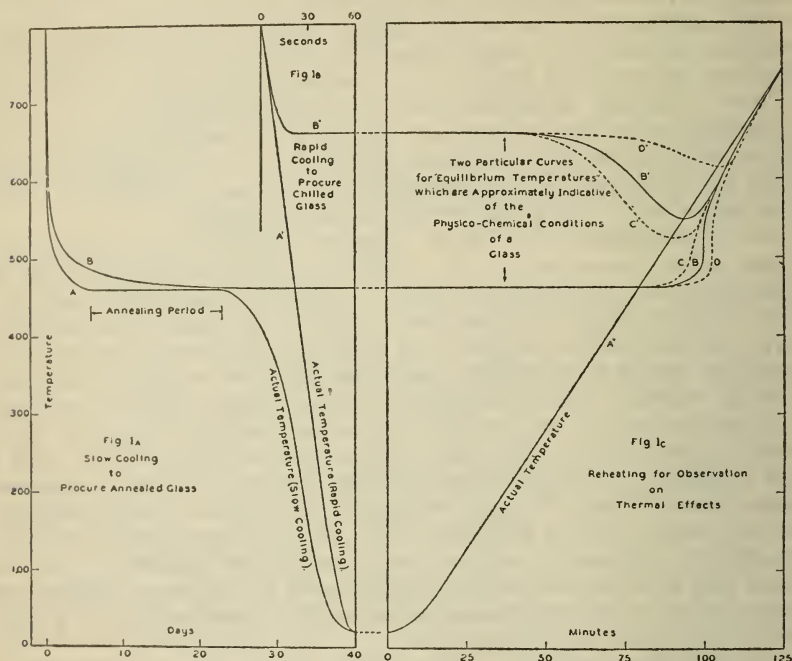 0 30 60
Seconds
Fig 1B
B'
Rapid
Cooling
to
Procure
Chilled
Glass
A'
700
600
500
400
300
200
100
0
Temperature
B
A
Annealing Period
Fig 1A
Slow Cooling
to
Procure Annealed Glass
Actual Temperature (Slow Cooling).
Actual Temperature (Rapid Cooling).
Days
0 10 20 30 40
Two Particular Curves
for "Equilibrium Temperatures"
which are Approximately Indicative
of the
Physico-Chemical Conditions
of a
Glass
D'
B'
C'
C B D
A"
Actual Temperature
Fig 1C
Reheating for Observation
on
Thermal Effects
Minutes
0 25 50 75 100 125